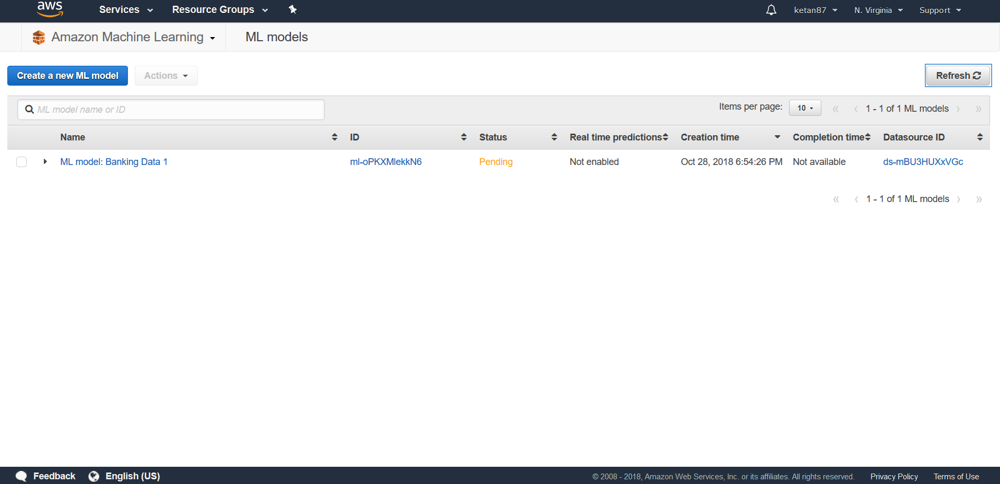 aws Services Resource Groups ketan87 N. Virginia Support
Amazon Machine Learning ML models
Create a new ML model Actions Refresh
ML model name or ID Items per page: 10 « ‹ 1 - 1 of 1 ML models › »
Name ID Status Real time predictions Creation time Completion time Datasource ID
ML model: Banking Data 1 ml-oPKXMlekkN6 Pending Not enabled Oct 28, 2018 6:54:26 PM Not available ds-mBU3HUXxVGc
« ‹ 1 - 1 of 1 ML models › »
Feedback English (US) © 2008 - 2018, Amazon Web Services, Inc. or its affiliates. All rights reserved. Privacy Policy Terms of Use